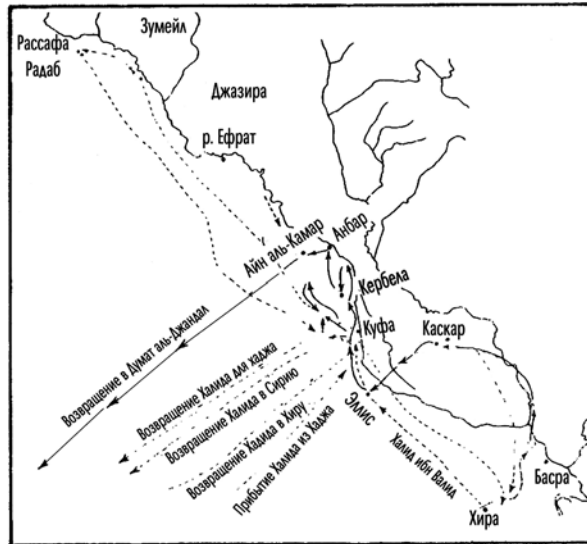 Зумейл
Рассафа
Радаб
Джазира
р. Ефрат
Айн аль-Камар
Анбар
Кербела
Куфа
Каскар
Возвращение в Думат аль-Джандал
Возвращение Халида для хаджа
Возвращение Халида в Сирию
Возвращение Халида в Хиру
Прибытие Халида из Хаджа
Эллис
Халид ибн Валид
Басра
Хира